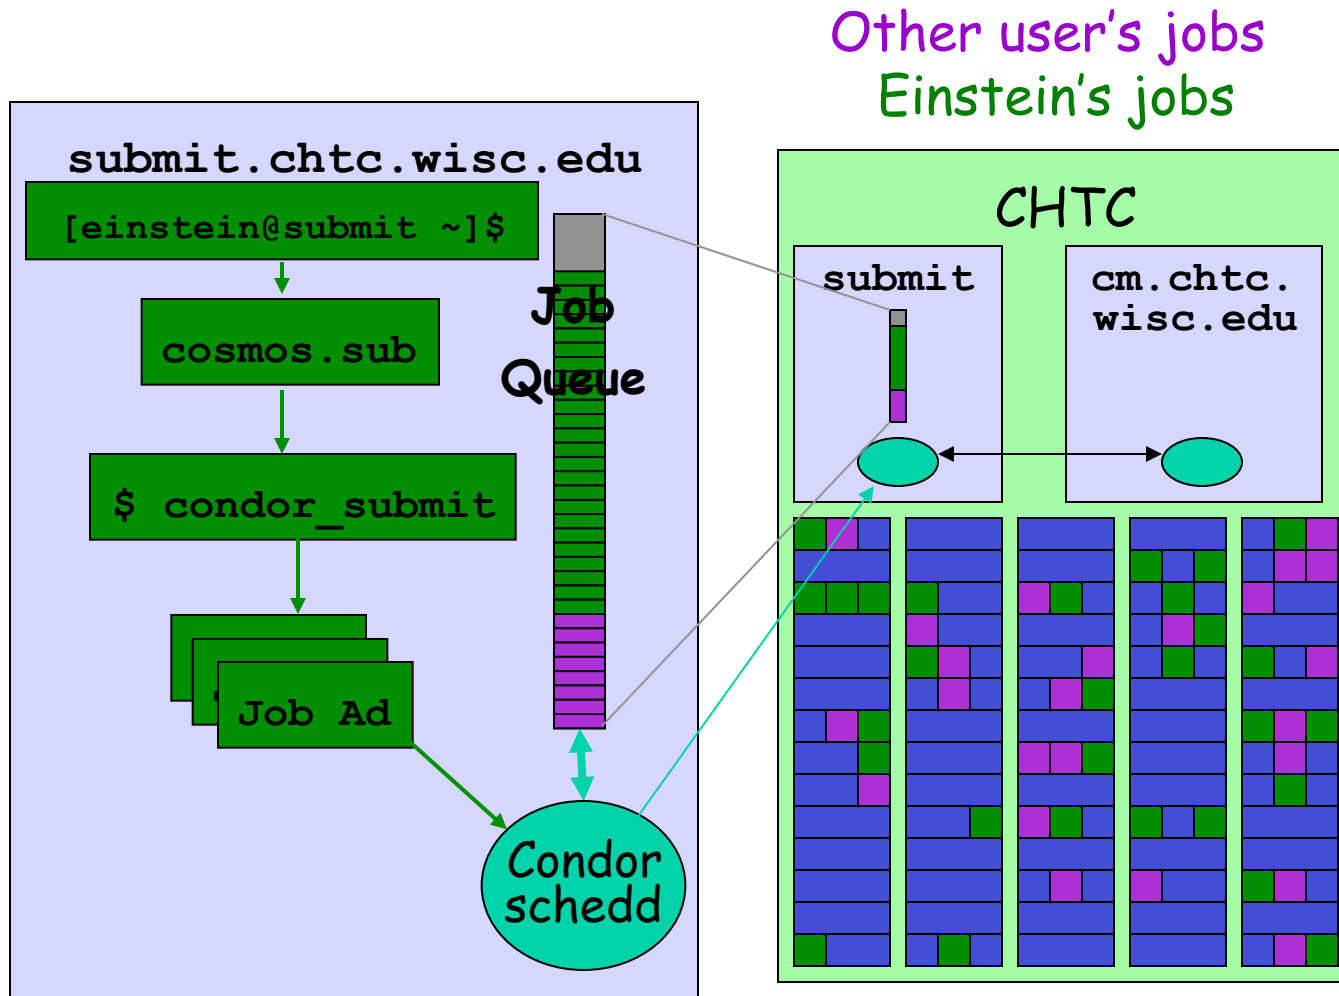 Other user's jobs
Einstein's jobs
submit.chtc.wisc.edu
[einstein@submit ~]$
cosmos.sub
$ condor_submit
Job Ad
Job
Queue
Condor
schedd
CHTC
submit
cm.chtc.
wisc.edu